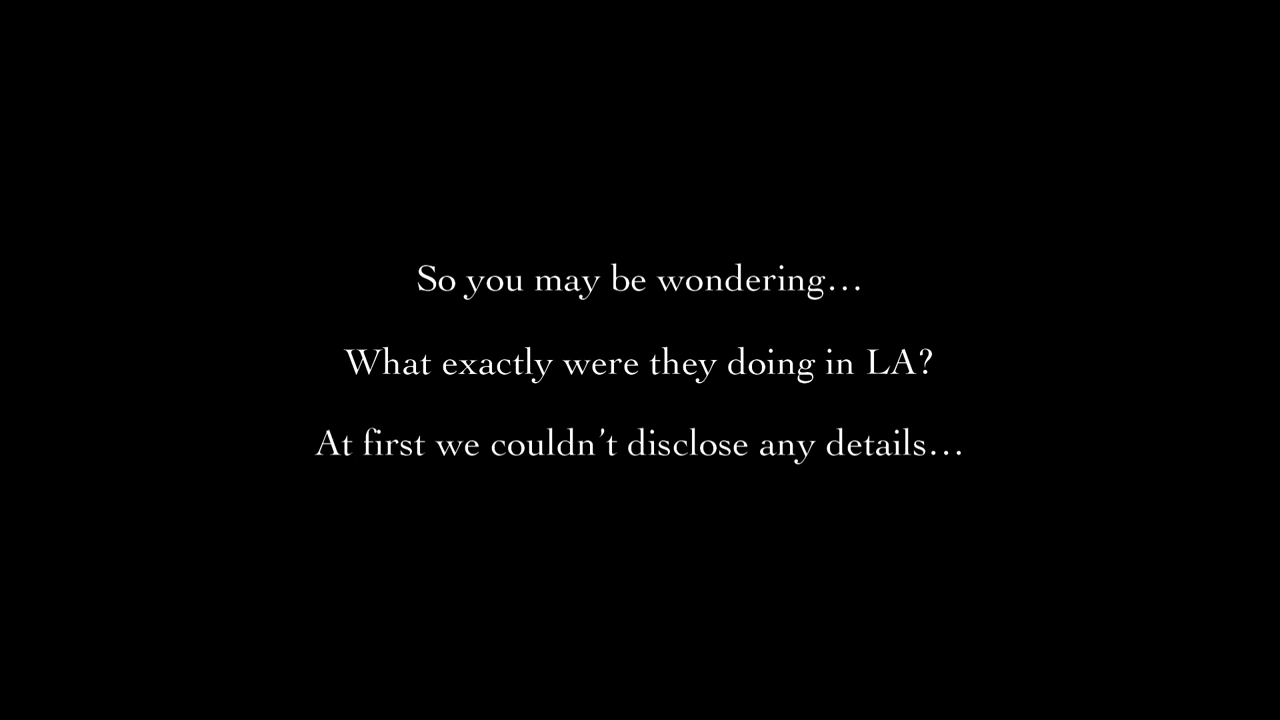 So you may be wondering…
What exactly were they doing in LA?
At first we couldn’t disclose any details…